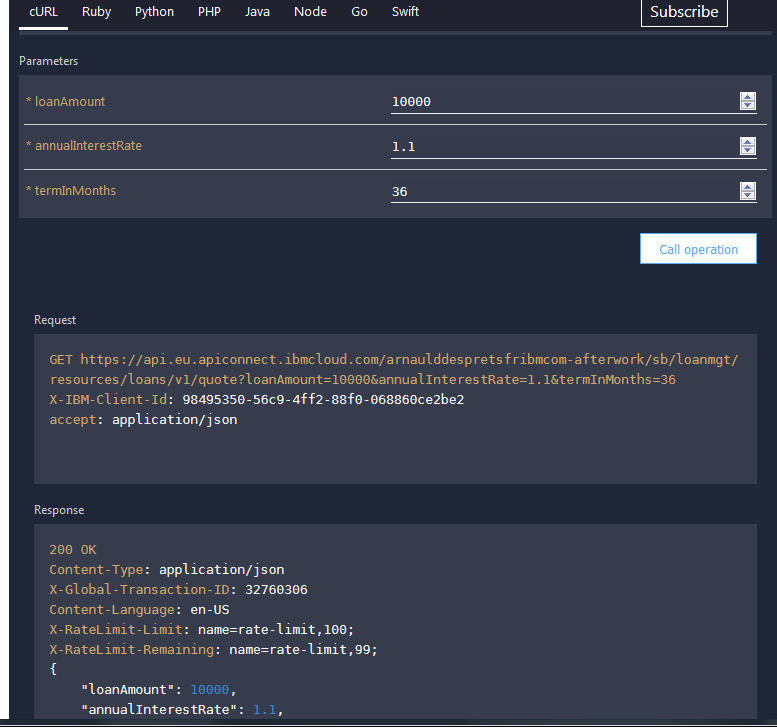 cURL Ruby Python PHP Java Node Go Swift Subscribe
Parameters
* loanAmount 10000
* annualInterestRate 1.1
* termInMonths 36
Call operation
Request
GET https://api.eu.apiconnect.ibmcloud.com/arnaulddespretsfribmcom-afterwork/sb/loanmgt/
resources/loans/v1/quote?loanAmount=10000&annualInterestRate=1.1&termInMonths=36
X-IBM-Client-Id: 98495350-56c9-4ff2-88f0-068860ce2be2
accept: application/json
Response
200 OK
Content-Type: application/json
X-Global-Transaction-ID: 32760306
Content-Language: en-US
X-RateLimit-Limit: name=rate-limit,100;
X-RateLimit-Remaining: name=rate-limit,99;
{
"loanAmount": 10000,
"annualInterestRate": 1.1,